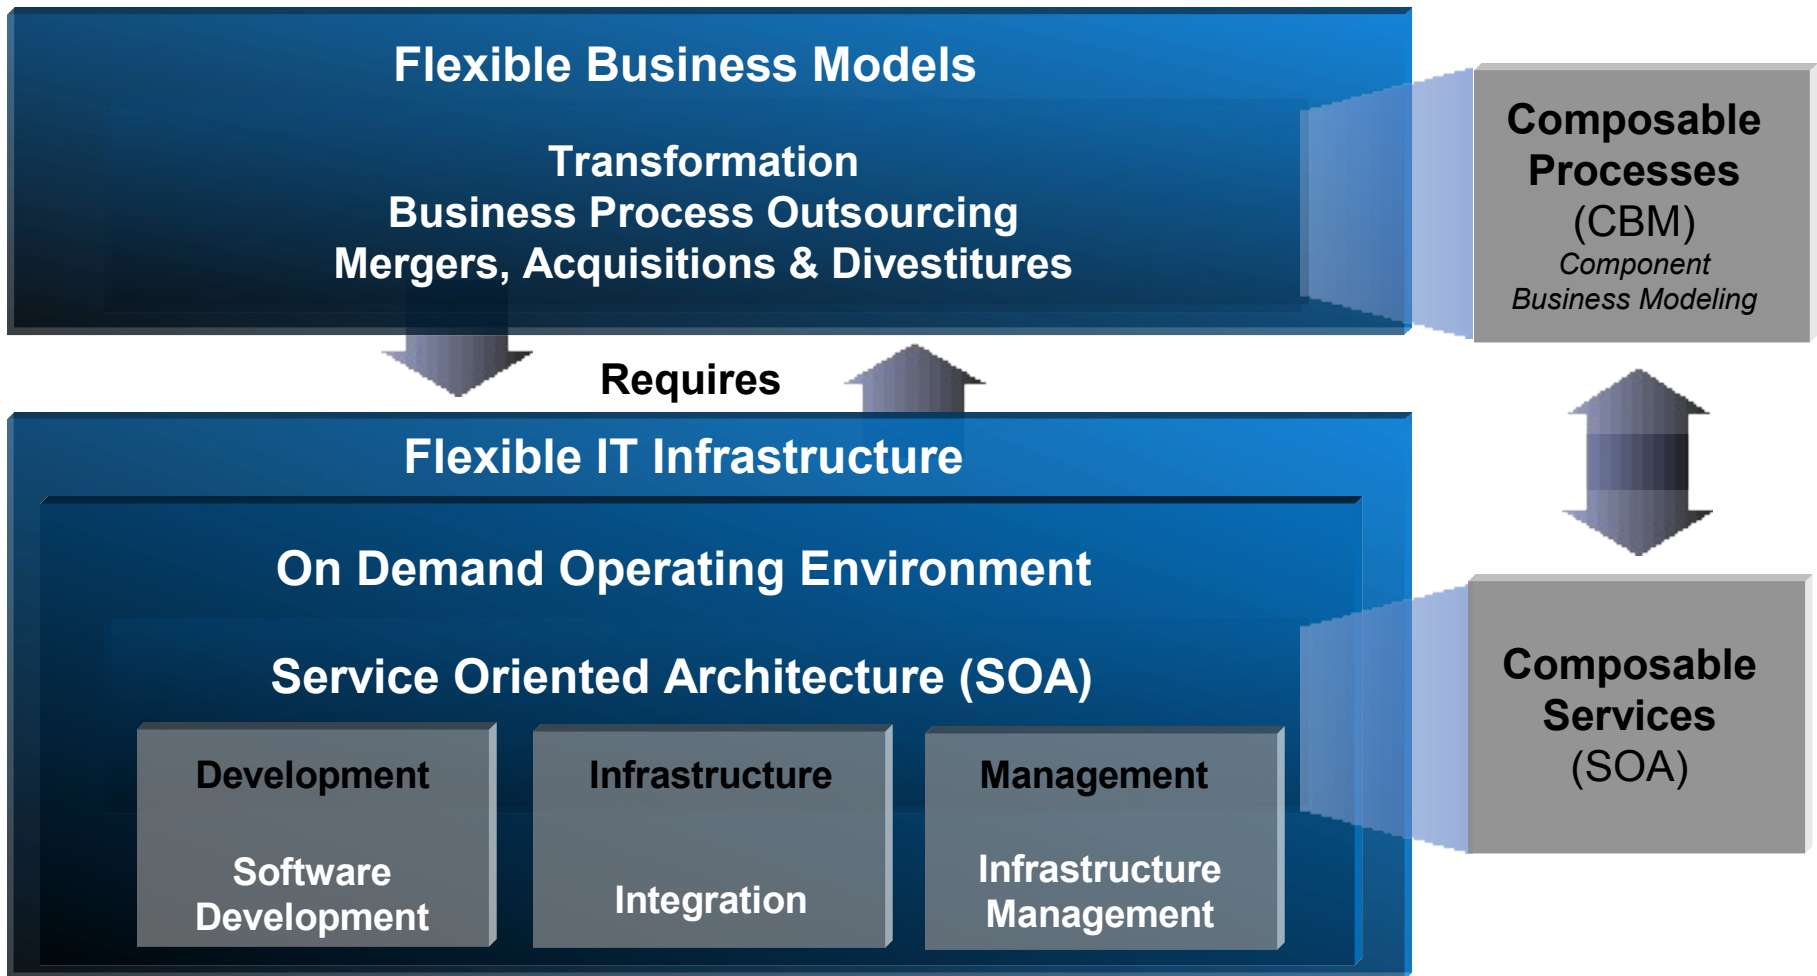 Flexible Business Models
Transformation
Business Process Outsourcing
Mergers, Acquisitions & Divestitures
Composable
Processes
(CBM)
Component
Business Modeling
Requires
Flexible IT Infrastructure
On Demand Operating Environment
Service Oriented Architecture (SOA)
Development
Software
Development
Infrastructure
Integration
Management
Infrastructure
Management
Composable
Services
(SOA)